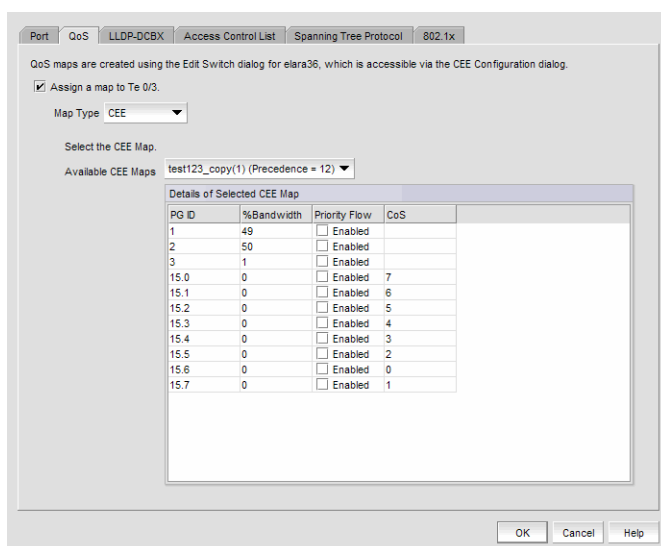 Port QoS LLDP-DCBX Access Control List Spanning Tree Protocol 802.1x
QoS maps are created using the Edit Switch dialog for elara36, which is accessible via the CEE Configuration dialog.
Assign a map to Te 0/3.
Map Type CEE
Select the CEE Map.
Available CEE Maps test123_copy(1) (Precedence = 12)
Details of Selected CEE Map
PG ID %Bandwidth Priority Flow CoS
1 49 Enabled
2 50 Enabled
3 1 Enabled
15.0 0 Enabled 7
15.1 0 Enabled 6
15.2 0 Enabled 5
15.3 0 Enabled 4
15.4 0 Enabled 3
15.5 0 Enabled 2
15.6 0 Enabled 0
15.7 0 Enabled 1
OK Cancel Help